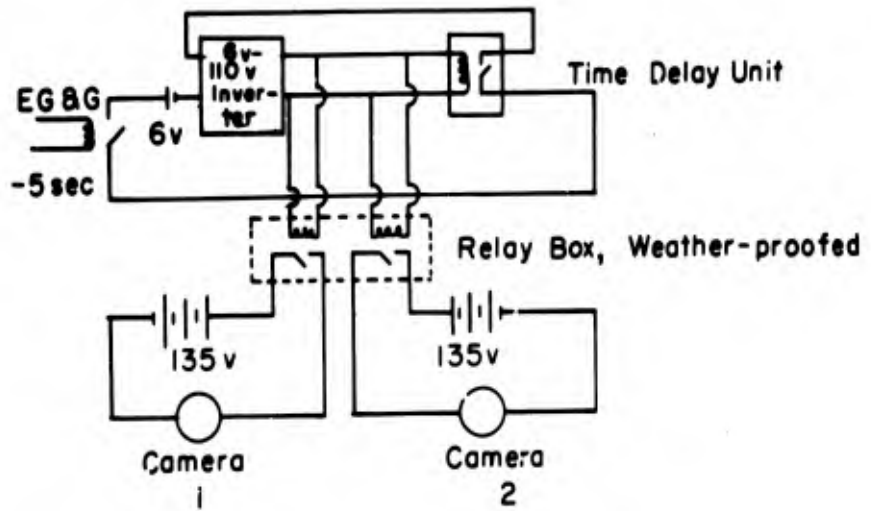 6v-
110v
Inver-
ter
Time Delay Unit
EG&G
6v
-5sec
Relay Box, Weather-proofed
135v
135v
Camera
1
Camera
2